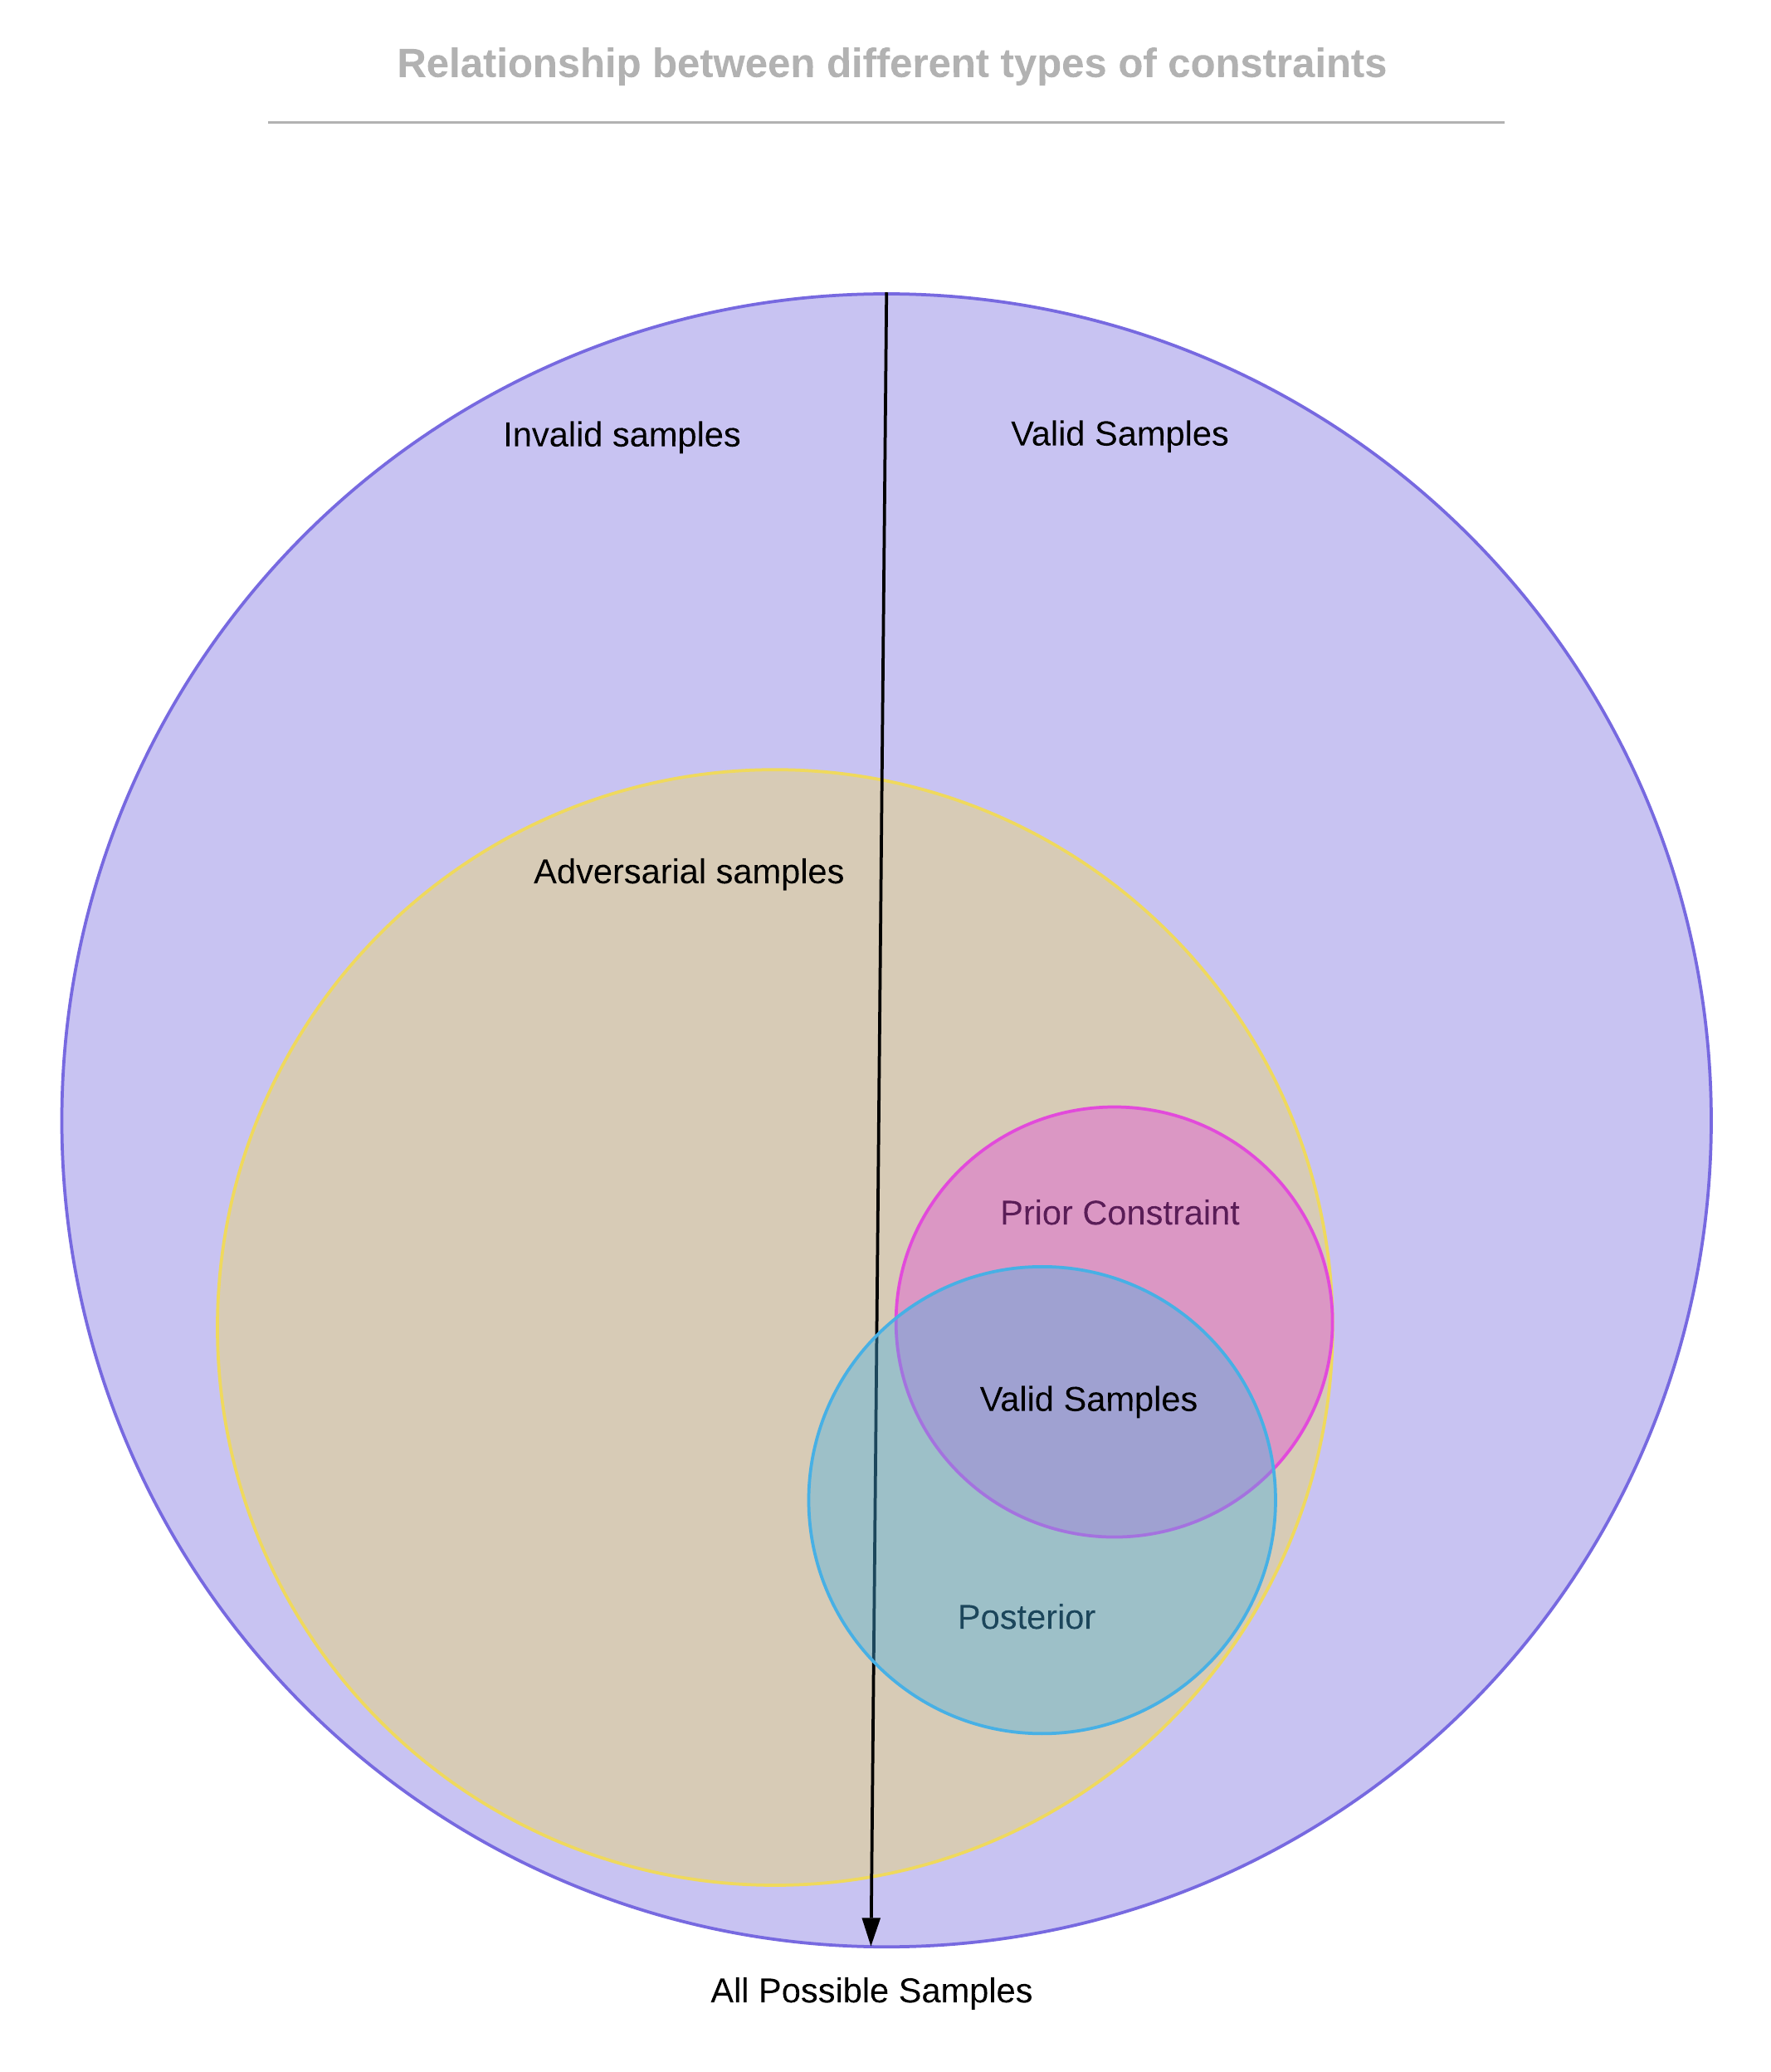 Relationship between different types of constraints
Invalid samples
Valid Samples
Adversarial samples
Prior Constraint
Valid Samples
Posterior
All Possible Samples